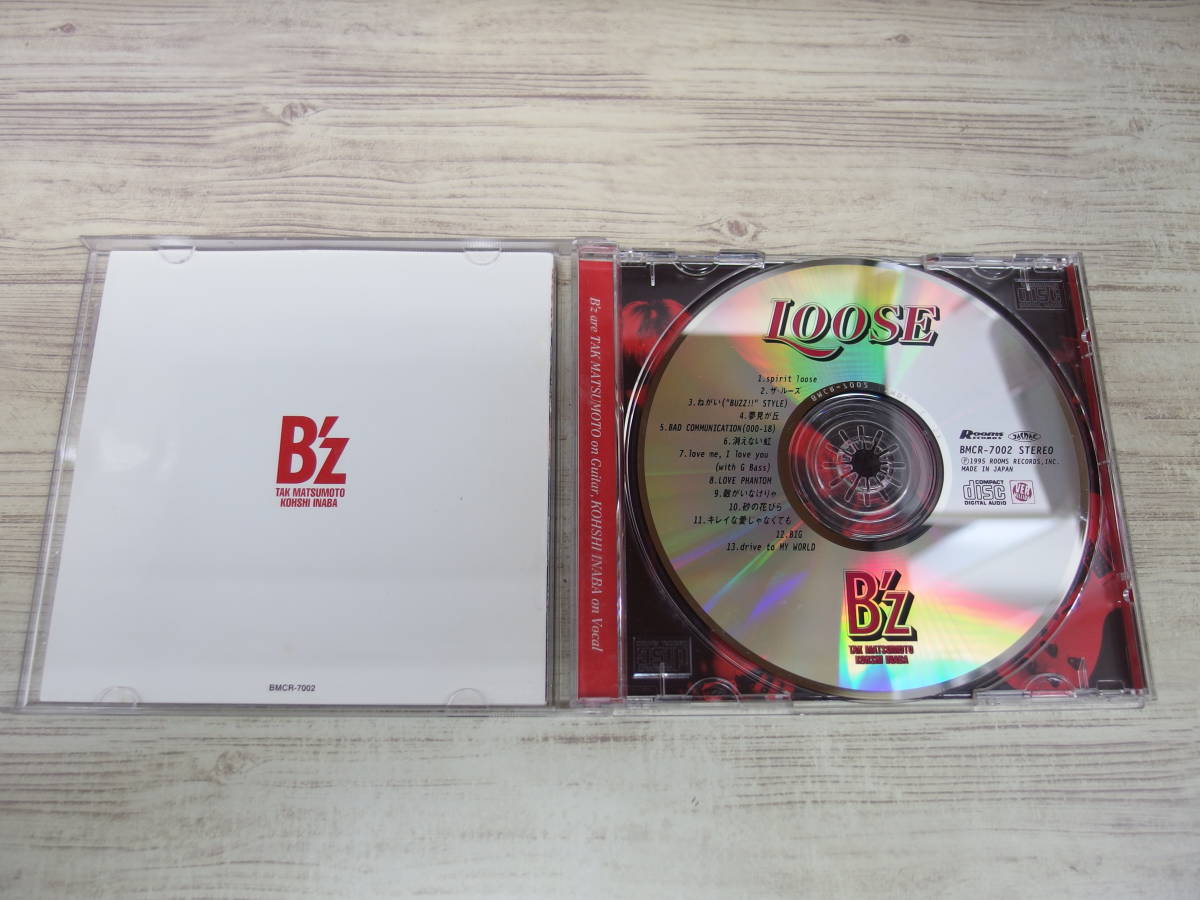 B'z
TAK MATSUMOTO
KOHSHI INABA
BMCR-7002
B'z are TAK MATSUMOTO on Guitar, KOHSHI INABA on Vocal
LOOSE
1.spirit loose
2.ザ・ルーズ
3.ねがい("BUZZ!!" STYLE)
4.夢見が丘
5.BAD COMMUNICATION(000-18)
6.消えない虹
7.love me, I love you
(with G Bass)
8.LOVE PHANTOM
9.敵がいなけりゃ
10.砂の花びら
11.キレイな愛じゃなくても
12.BIG
13.drive to MY WORLD
ROOMS
RECORDS
BMCR-7002 STEREO
Ⓟ1995 ROOMS RECORDS,INC.
MADE IN JAPAN
COMPACT
disc
DIGITAL AUDIO
B'z
TAK MATSUMOTO
KOHSHI INABA